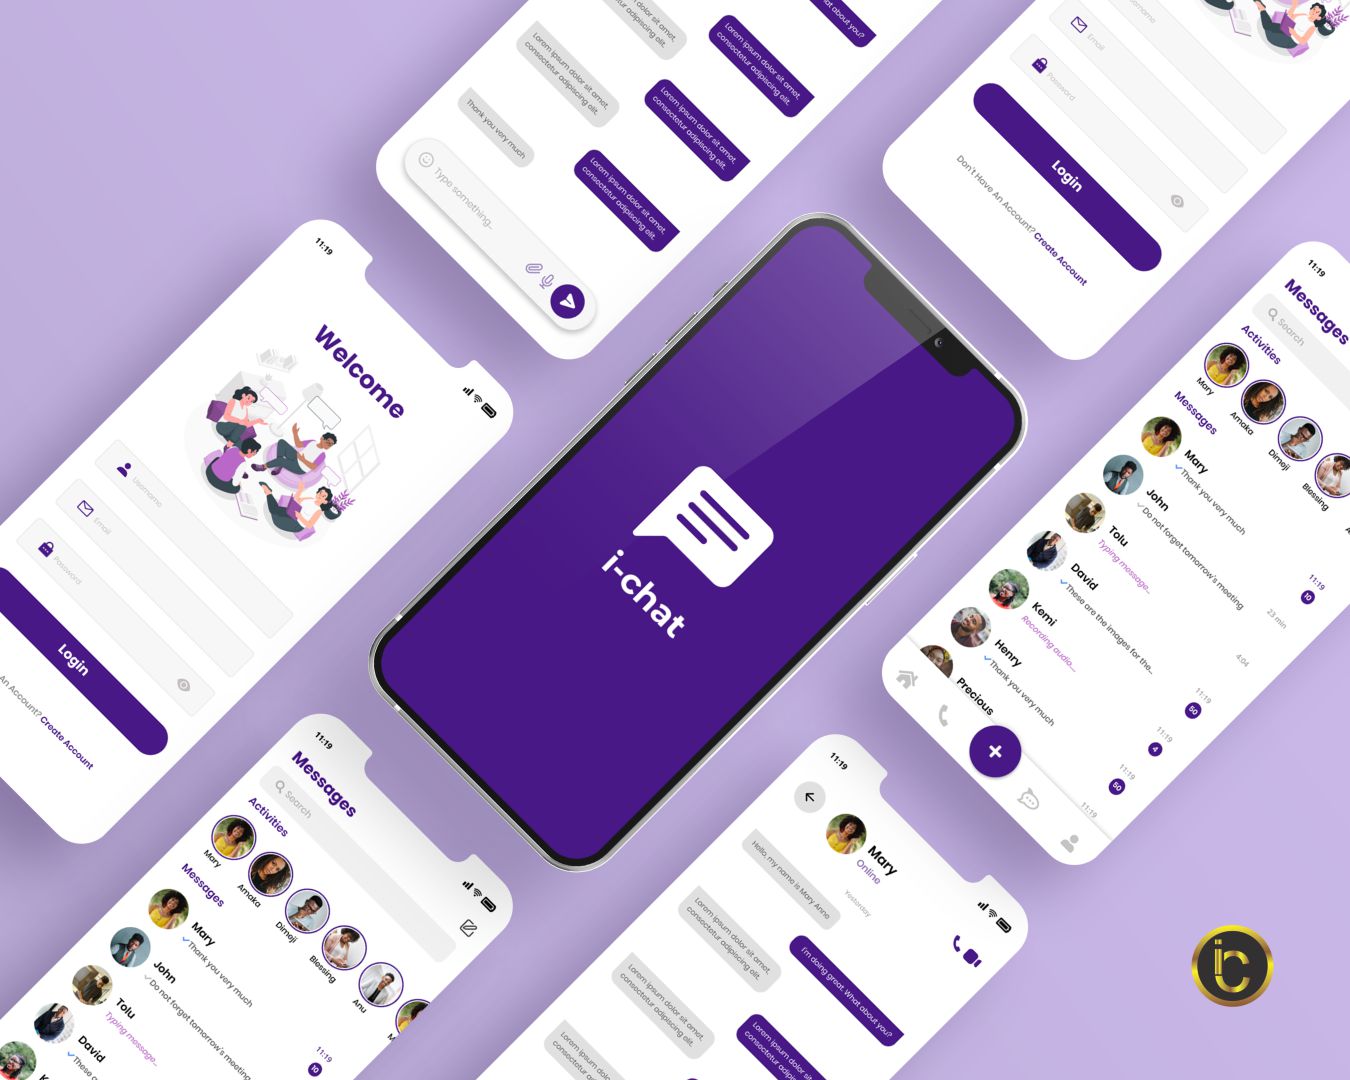 what about you?
Lorem ipsum dolor sit amet,
consectetur adipiscing elit.
Lorem ipsum dolor sit amet,
consectetur adipiscing elit.
Lorem ipsum dolor sit amet,
consectetur adipiscing elit.
Lorem ipsum dolor sit amet,
consectetur adipiscing elit.
Thank you very much
Lorem ipsum dolor sit amet,
consectetur adipiscing elit.
Type something...
Username
Email
Password
Login
Don't Have An Account? Create Account
11:19
Welcome
Username
Email
Password
Login
An Account? Create Account
i-chat
11:19
Messages
Search
Activities
Mary
Amaka
Dimeji
Blessing
Messages
Mary
Thank you very much
11:19
10
John
Do not forget tomorrow's meeting
23 min
Tolu
Typing message...
4:04
David
These are the images for the...
11:19
50
Kemi
Recording audio...
11:19
4
Henry
Thank you very much
11:19
50
Precious
11:19
11:19
Messages
Search
Activities
Mary
Amaka
Dimeji
Blessing
Anu
M
Messages
Mary
Thank you very much
11:19
10
John
Do not forget tomorrow's meeting
Tolu
Typing message...
David
These are
K
11:19
Mary
Online
Yesterday
Hello, my name is Mary Anne
I'm doing great. What about you?
Lorem ipsum dolor sit amet,
consectetur adipiscing elit.
Lorem ipsum dolor sit amet,
consectetur adipiscing elit.
Lorem ipsum dolor sit amet,
consectetur adipiscing elit.
Lorem ipsum dolor sit amet,
consectetur adipiscing elit.
ic